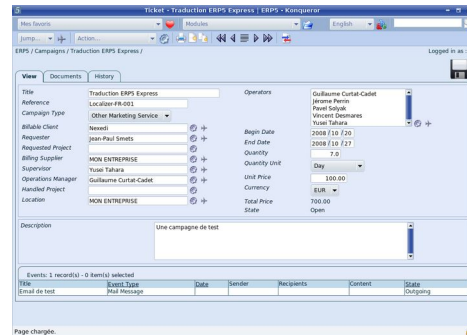 Ticket - Traduction ERP5 Express | ERP5 - Konqueror
Mes favoris
Modules
English
Jump...
Action...
ERP5 / Campaigns / Traduction ERP5 Express /
Logged in as :
View
Documents
History
Title
Traduction ERP5 Express
Reference
Localizer-FR-001
Campaign Type
Other Marketing Service
Billable Client
Nexedi
Requester
Jean-Paul Smets
Requested Project
Billing Supplier
MON ENTREPRISE
Supervisor
Yusei Tahara
Operations Manager
Guillaume Curtat-Cadet
Handled Project
Location
MON ENTREPRISE
Operators
Guillaume Curtat-Cadet
Jérome Perrin
Pavel Solyak
Vincent Desmares
Yusei Tahara
Begin Date
2008 / 10 / 20
End Date
2008 / 10 / 27
Quantity
7.0
Quantity Unit
Day
Unit Price
100.00
Currency
EUR
Total Price
700.00
State
Open
Description
Une campagne de test
Events: 1 record(s) - 0 item(s) selected
Title Event Type Date Sender Recipients Content State
Email de test Mail Message Outgoing
Page chargée.